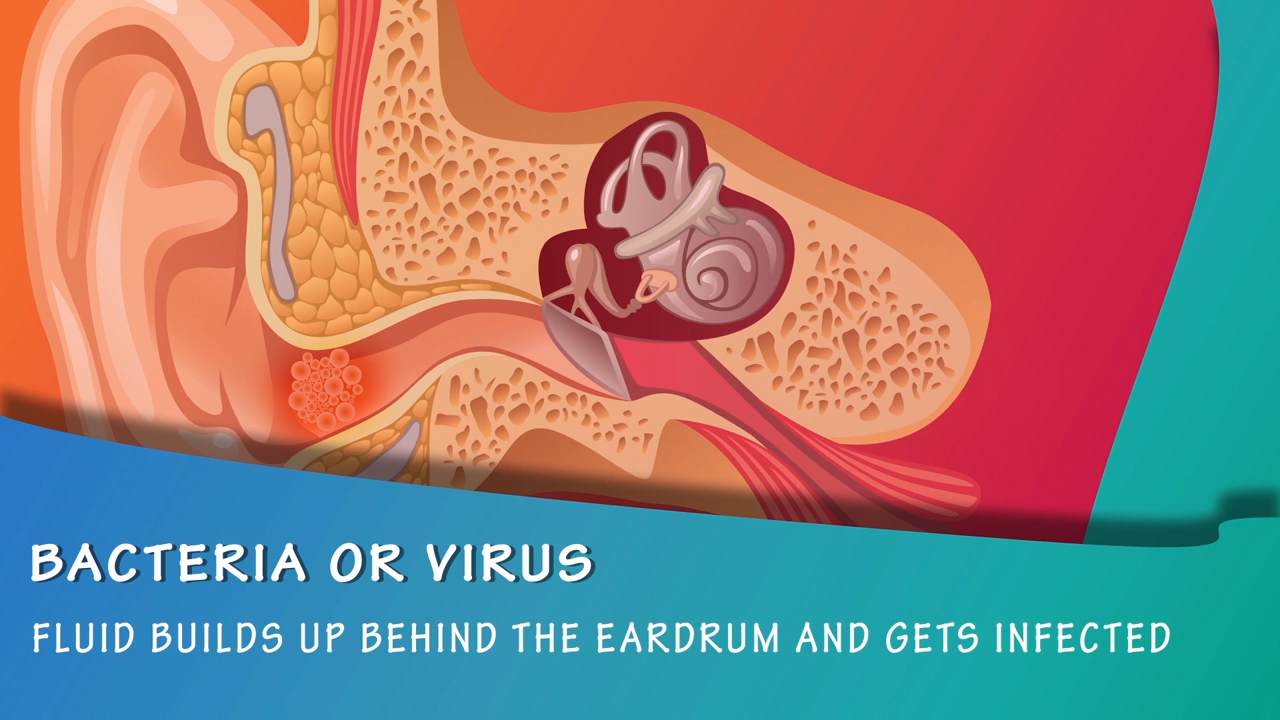 BACTERIA OR VIRUS
FLUID BUILDS UP BEHIND THE EARDRUM AND GETS INFECTED